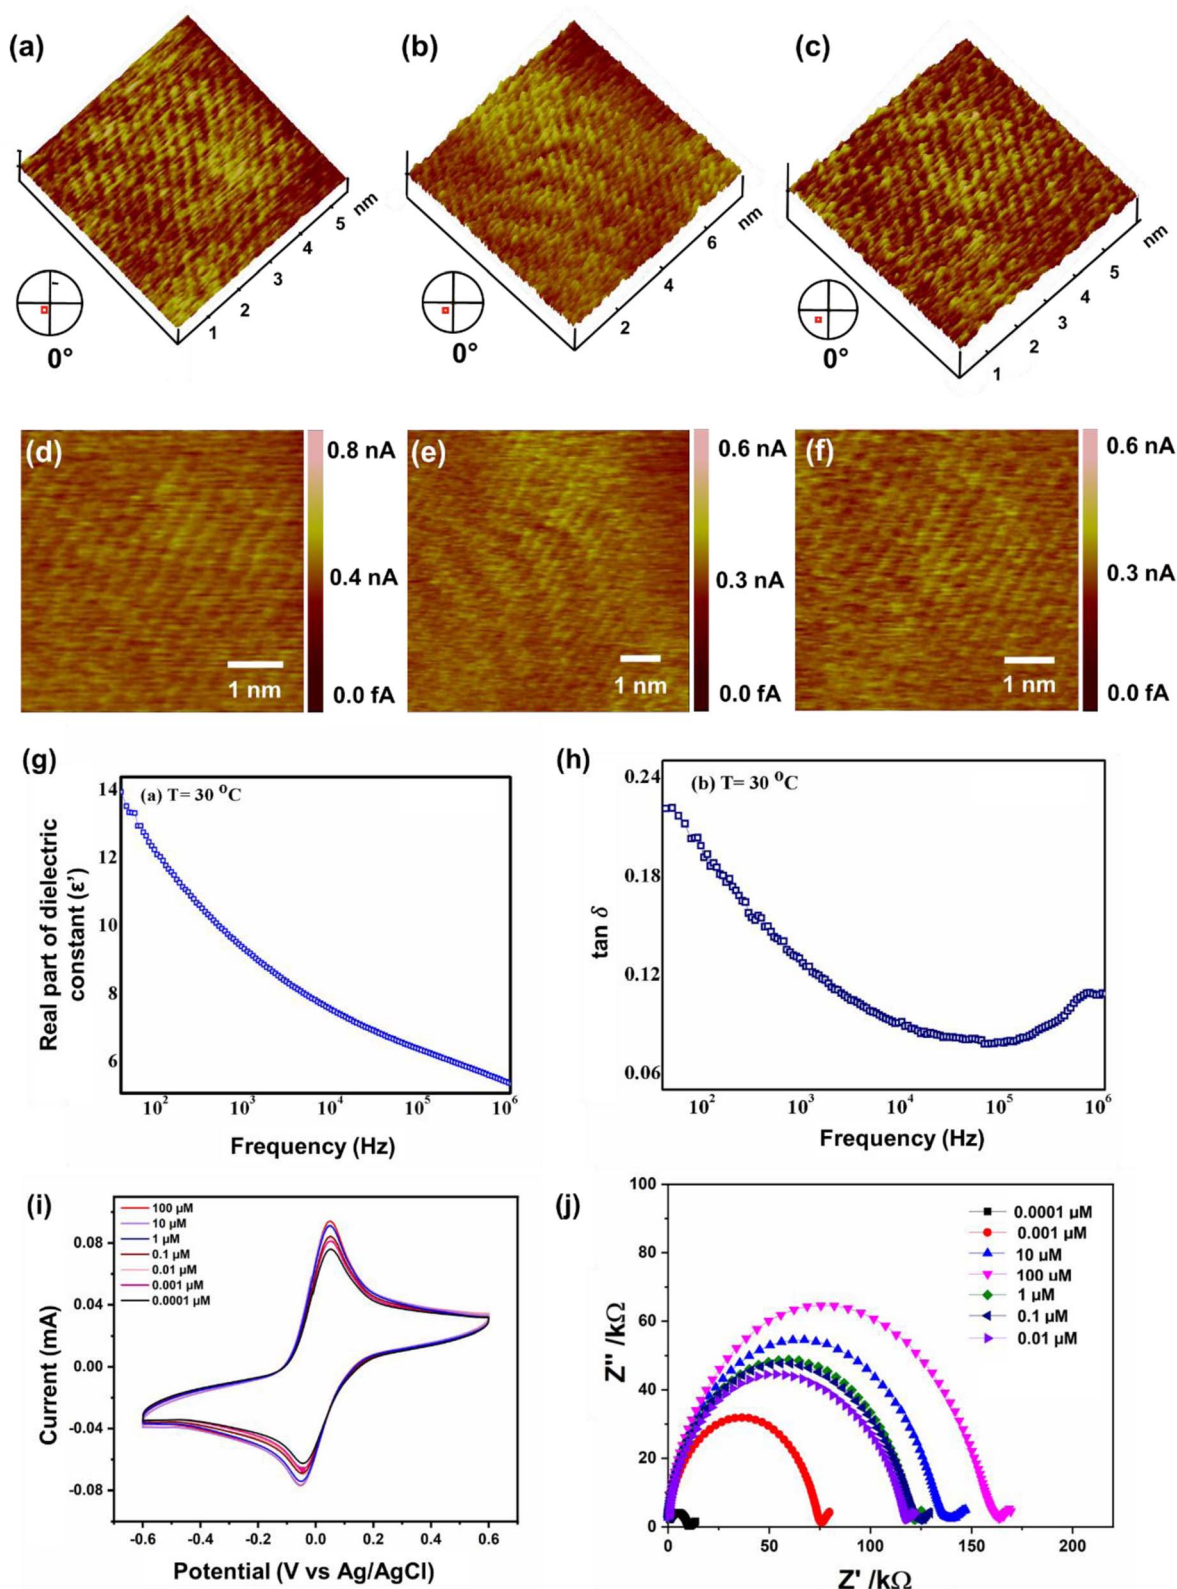 (a)
(b)
(c)
1
2
3
4
5
nm
2
4
6
nm
1
2
3
4
5
nm
0°
0°
0°
(d)
0.8 nA
0.4 nA
0.0 fA
1 nm
(e)
0.6 nA
0.3 nA
0.0 fA
1 nm
(f)
0.6 nA
0.3 nA
0.0 fA
1 nm
(g)
(a) T= 30 °C
14
12
10
8
6
Real part of dielectric
constant (ε')
10² 10³ 10⁴ 10⁵ 10⁶
Frequency (Hz)
(h)
(b) T= 30 °C
0.24
0.18
0.12
0.06
tan δ
10² 10³ 10⁴ 10⁵ 10⁶
Frequency (Hz)
(i)
100 µM
10 µM
1 µM
0.1 µM
0.01 µM
0.001 µM
0.0001 µM
0.08
0.04
0.00
-0.04
-0.08
Current (mA)
-0.6 -0.4 -0.2 0.0 0.2 0.4 0.6
Potential (V vs Ag/AgCl)
(j)
0.0001 µM
0.001 µM
10 µM
100 uM
1 µM
0.1 µM
0.01 µM
100
80
60
40
20
0
Z'' /kΩ
0 50 100 150 200
Z' /kΩ